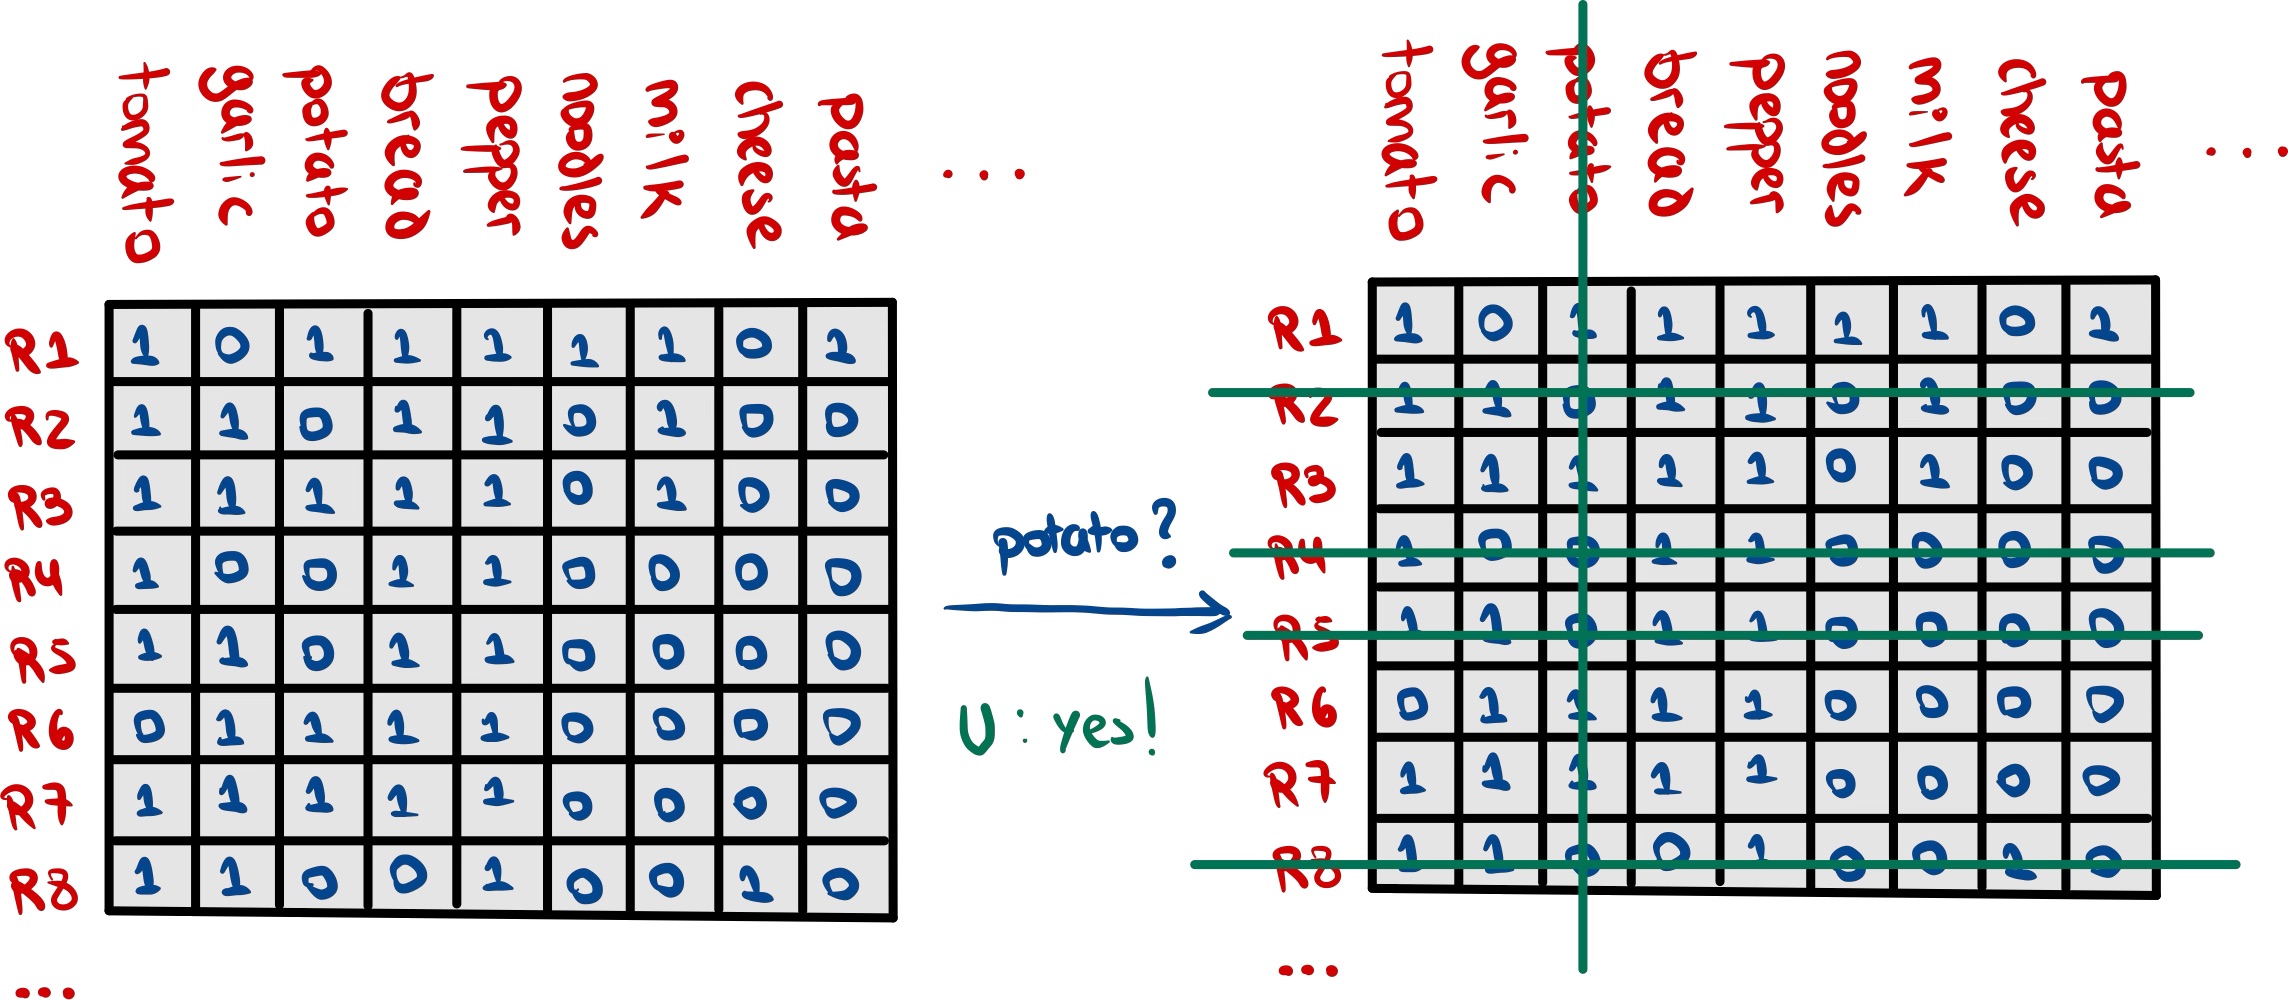 tomato garlic potato bread pepper noodles milk cheese pasta ...
R1 1 0 1 1 1 1 1 0 1
R2 1 1 0 1 1 0 1 0 0
R3 1 1 1 1 1 0 1 0 0
R4 1 0 0 1 1 0 0 0 0
R5 1 1 0 1 1 0 0 0 0
R6 0 1 1 1 1 0 0 0 0
R7 1 1 1 1 1 0 0 0 0
R8 1 1 0 0 1 0 0 1 0
...
potato?
U: yes!
tomato garlic potato bread pepper noodles milk cheese pasta ...
R1 1 0 1 1 1 1 1 0 1
R2 1 1 0 1 1 0 1 0 0
R3 1 1 1 1 1 0 1 0 0
R4 1 0 0 1 1 0 0 0 0
R5 1 1 0 1 1 0 0 0 0
R6 0 1 1 1 1 0 0 0 0
R7 1 1 1 1 1 0 0 0 0
R8 1 1 0 0 1 0 0 1 0
...